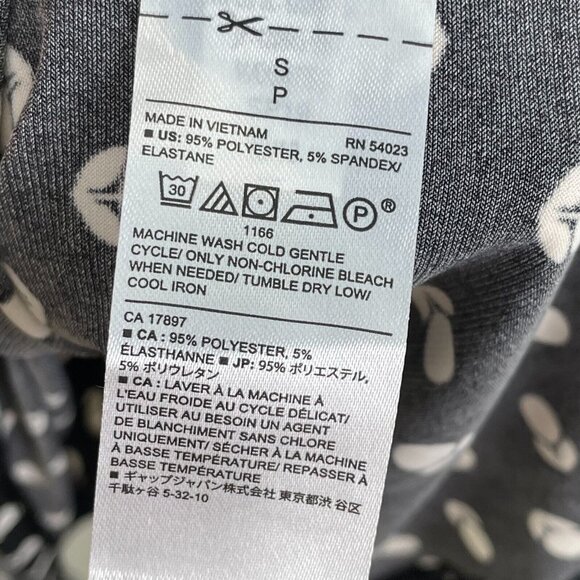 S
P
MADE IN VIETNAM RN 54023
■ US: 95% POLYESTER, 5% SPANDEX/
ELASTANE
30 P ®
1166
MACHINE WASH COLD GENTLE
CYCLE/ ONLY NON-CHLORINE BLEACH
WHEN NEEDED/ TUMBLE DRY LOW/
COOL IRON
CA 17897
■ CA : 95% POLYESTER, 5%
ÉLASTHANNE ■ JP: 95% ポリエステル,
5% ポリウレタン
■ CA : LAVER À LA MACHINE À
L'EAU FROIDE AU CYCLE DÉLICAT/
UTILISER AU BESOIN UN AGENT
DE BLANCHIMENT SANS CHLORE
UNIQUEMENT/ SÉCHER À LA MACHINE
À BASSE TEMPÉRATURE/ REPASSER À
BASSE TEMPÉRATURE
■ ギャップジャパン株式会社 東京都渋 谷区
千駄ヶ谷 5-32-10